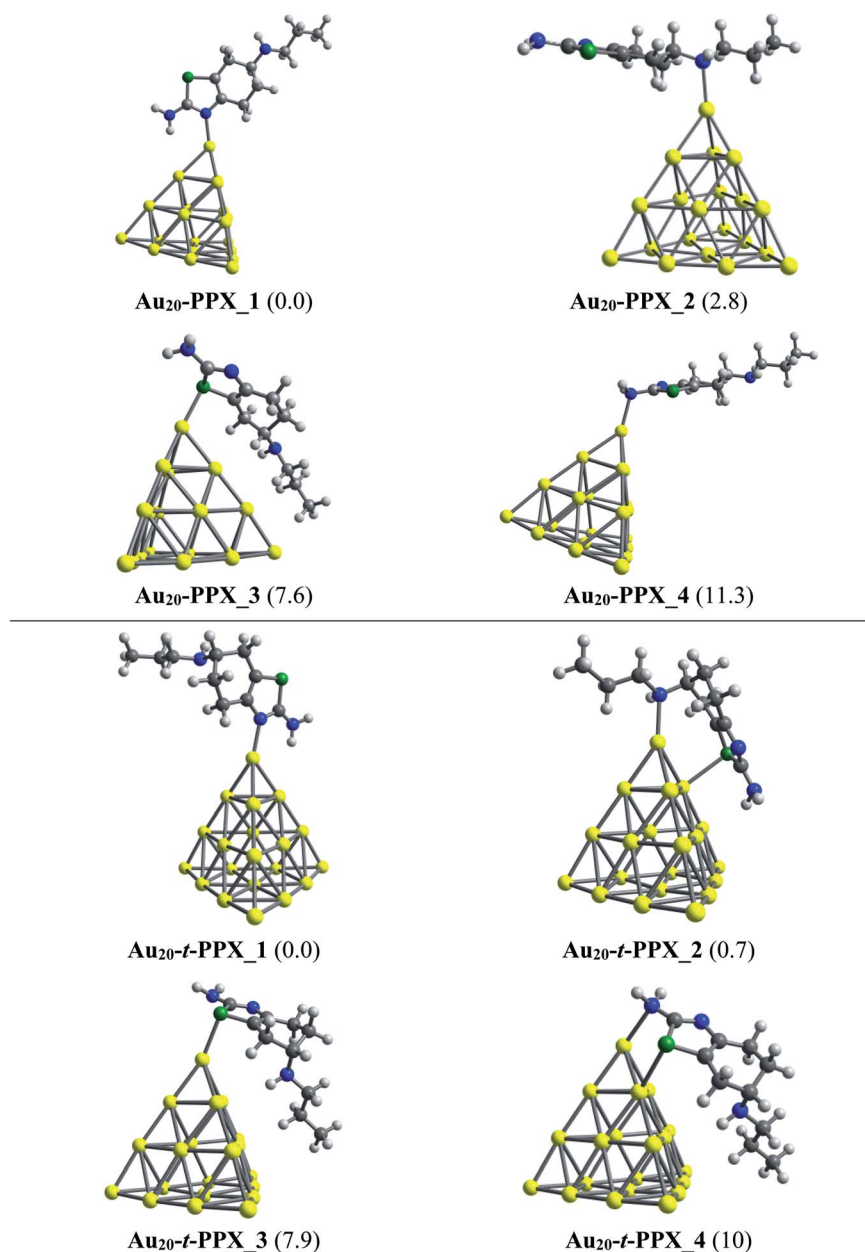 Au₂₀-PPX_1 (0.0)
Au₂₀-PPX_2 (2.8)
Au₂₀-PPX_3 (7.6)
Au₂₀-PPX_4 (11.3)
Au₂₀-t-PPX_1 (0.0)
Au₂₀-t-PPX_2 (0.7)
Au₂₀-t-PPX_3 (7.9)
Au₂₀-t-PPX_4 (10)